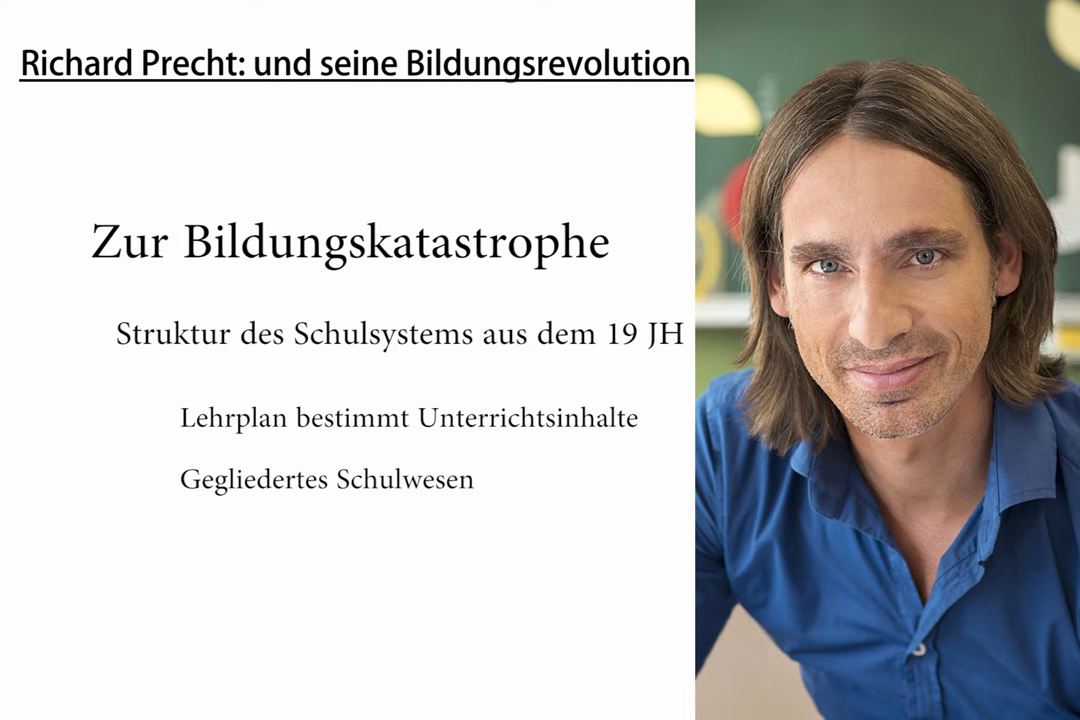 Richard Precht: und seine Bildungsrevolution
Zur Bildungskatastrophe
Struktur des Schulsystems aus dem 19 JH
Lehrplan bestimmt Unterrichtsinhalte
Gegliedertes Schulwesen